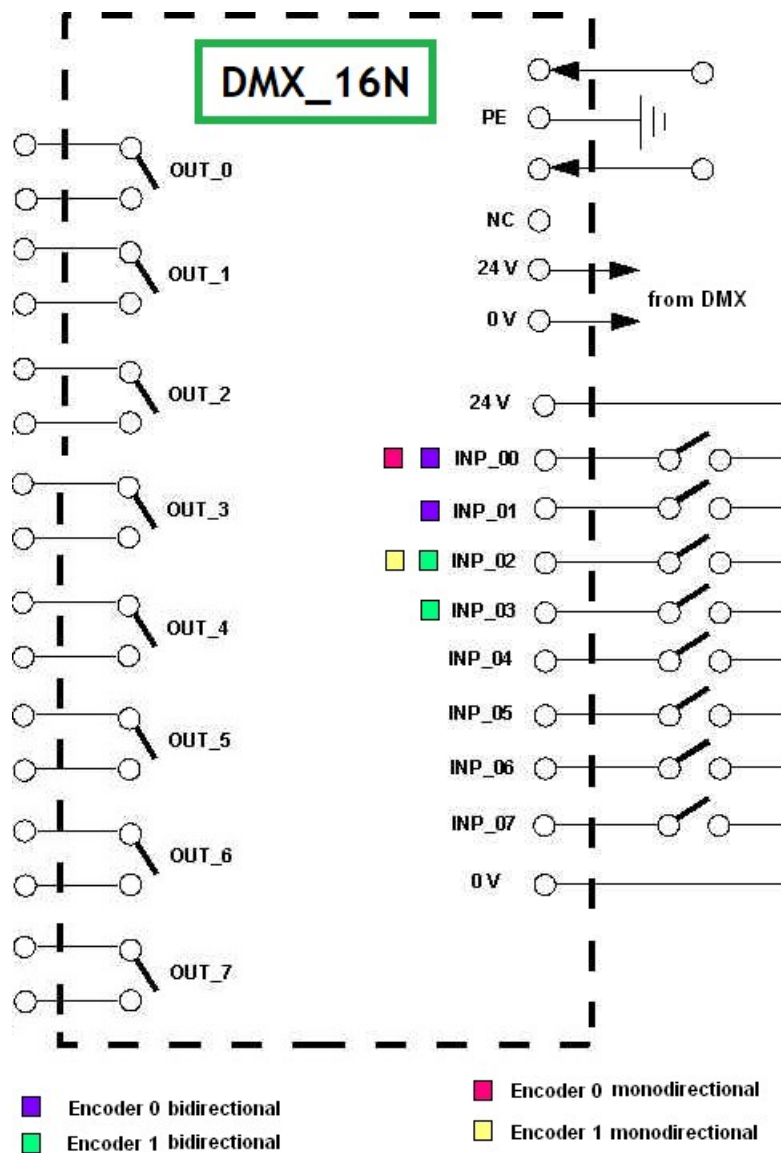 DMX_16N
PE
OUT_0
NC
24 V
OUT_1
from DMX
0 V
OUT_2
24 V
INP_00
OUT_3
INP_01
INP_02
INP_03
OUT_4
INP_04
INP_05
OUT_5
INP_06
INP_07
OUT_6
0 V
OUT_7
Encoder 0 bidirectional
Encoder 0 monodirectional
Encoder 1 bidirectional
Encoder 1 monodirectional